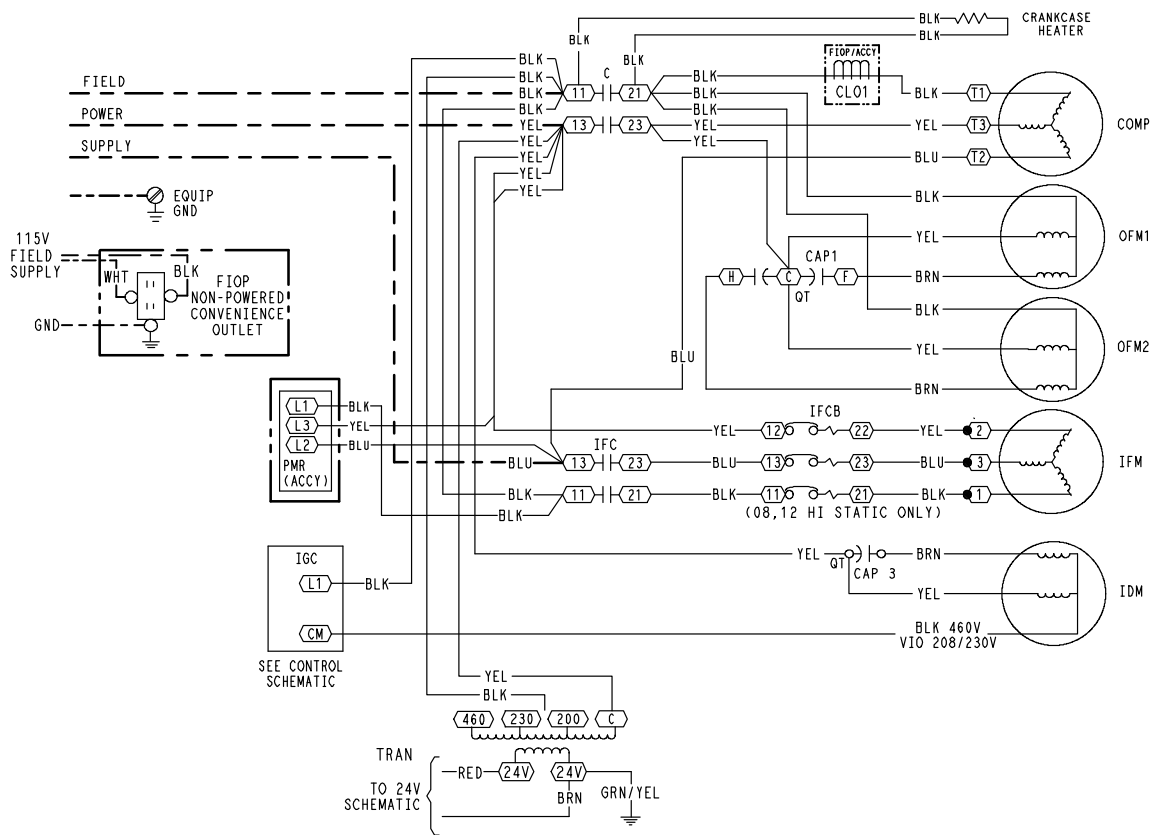 BLK
CRANKCASE
HEATER
BLK
BLK
BLK
FIOP/ACCY
CLO1
FIELD
BLK
BLK
BLK
BLK
11
C
21
BLK
BLK
BLK
BLK
T1
POWER
YEL
YEL
YEL
YEL
YEL
13
23
YEL
YEL
YEL
T3
COMP
SUPPLY
BLU
T2
EQUIP
GND
BLK
YEL
OFM1
115V
FIELD
SUPPLY
WHT
BLK
FIOP
NON-POWERED
CONVENIENCE
OUTLET
GND
H
C
CAP1
F
QT
BRN
BLK
YEL
OFM2
BLU
BRN
L1
BLK
L3
YEL
L2
BLU
PMR
(ACCY)
IFCB
YEL
12
22
YEL
2
IFC
BLU
13
23
BLU
13
23
BLU
3
IFM
BLK
11
21
BLK
11
21
BLK
1
BLK
(08,12 HI STATIC ONLY)
IGC
L1
BLK
CM
SEE CONTROL
SCHEMATIC
YEL
QT
CAP 3
BRN
YEL
IDM
BLK 460V
VIO 208/230V
YEL
BLK
460
230
200
C
TRAN
RED
24V
24V
TO 24V
SCHEMATIC
BRN
GRN/YEL